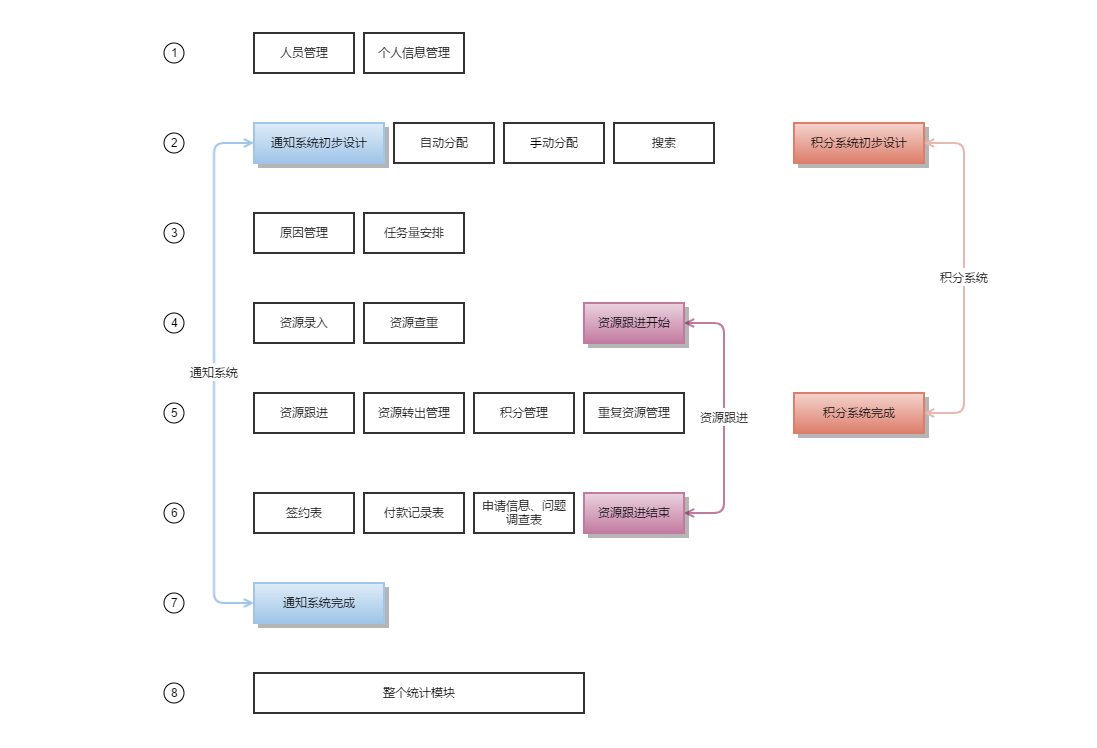 1
人员管理
个人信息管理
2
通知系统初步设计
自动分配
手动分配
搜索
积分系统初步设计
3
原因管理
任务量安排
积分系统
4
资源录入
资源查重
资源跟进开始
通知系统
5
资源跟进
资源转出管理
积分管理
重复资源管理
资源跟进
积分系统完成
6
签约表
付款记录表
申请信息、问题
调查表
资源跟进结束
7
通知系统完成
8
整个统计模块